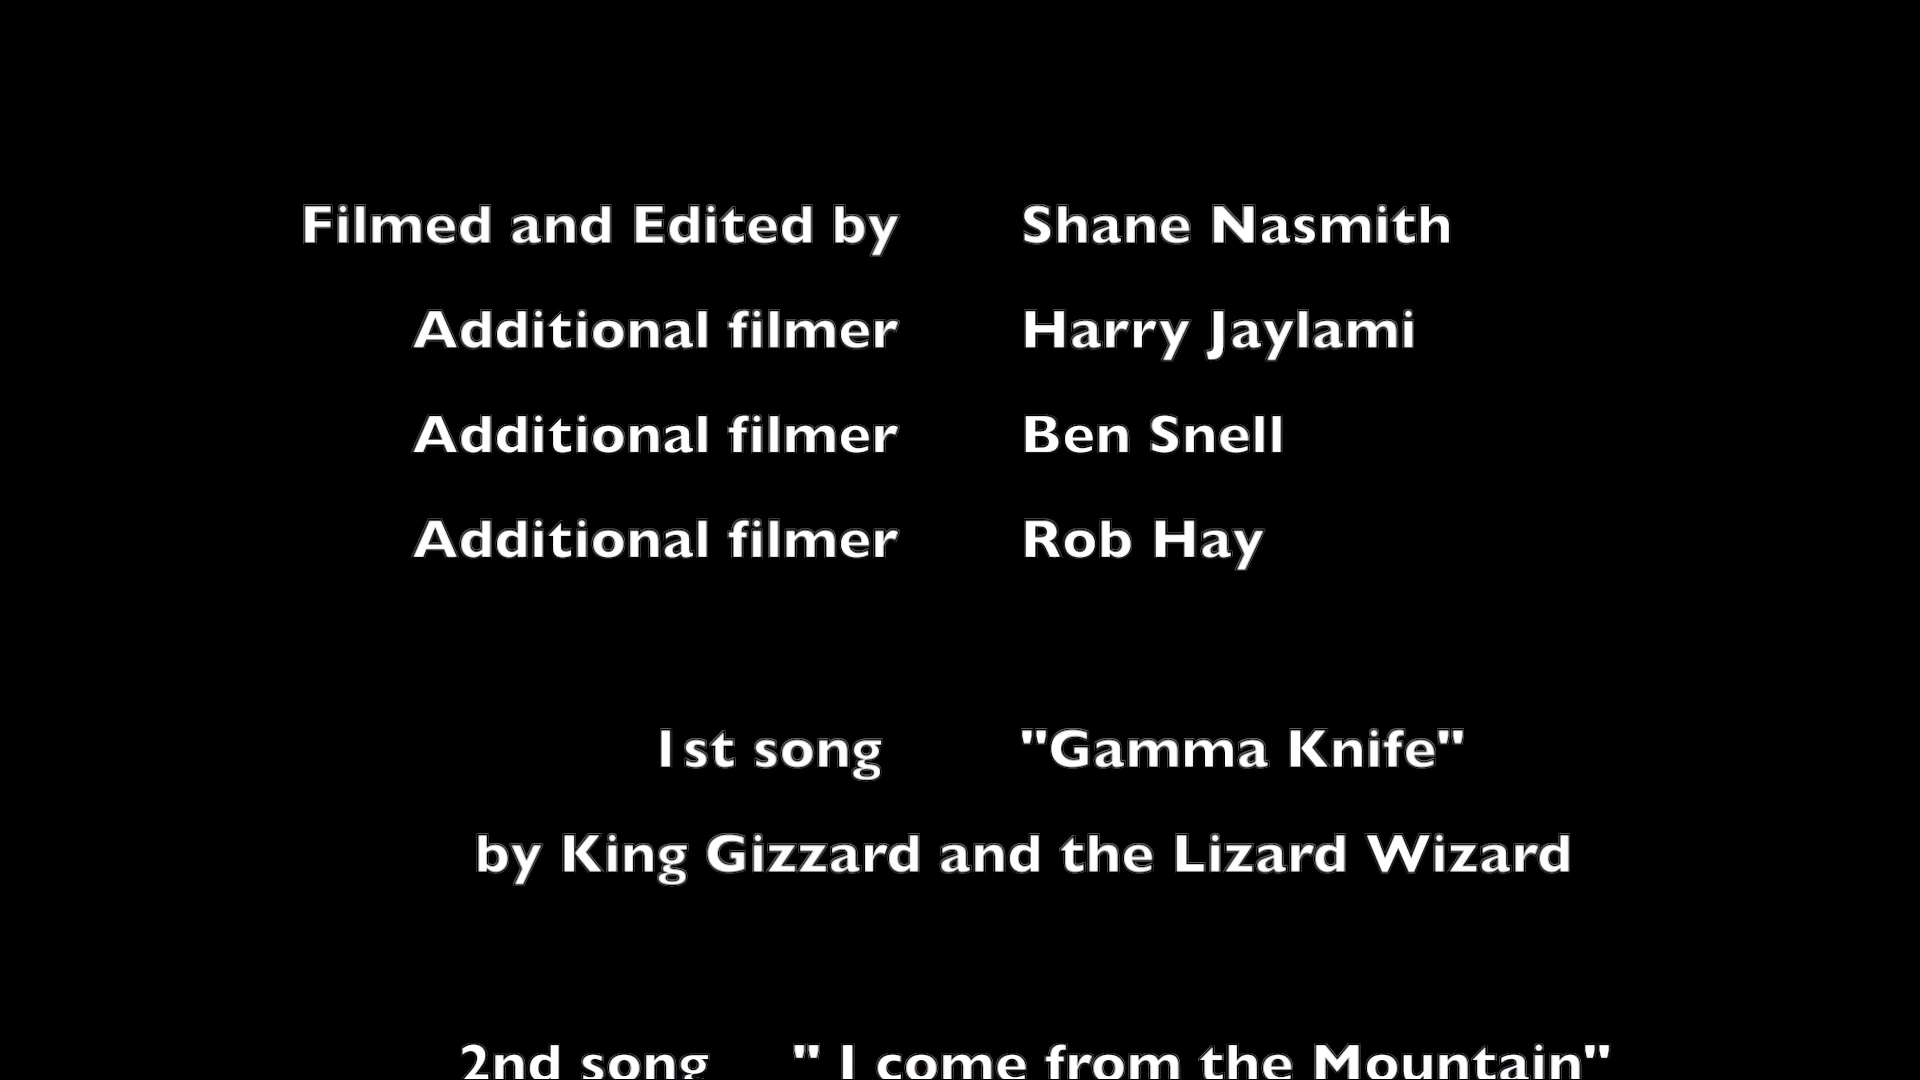 Filmed and Edited by Shane Nasmith
Additional filmer Harry Jaylami
Additional filmer Ben Snell
Additional filmer Rob Hay
1st song "Gamma Knife"
by King Gizzard and the Lizard Wizard
2nd song " I come from the Mountain"